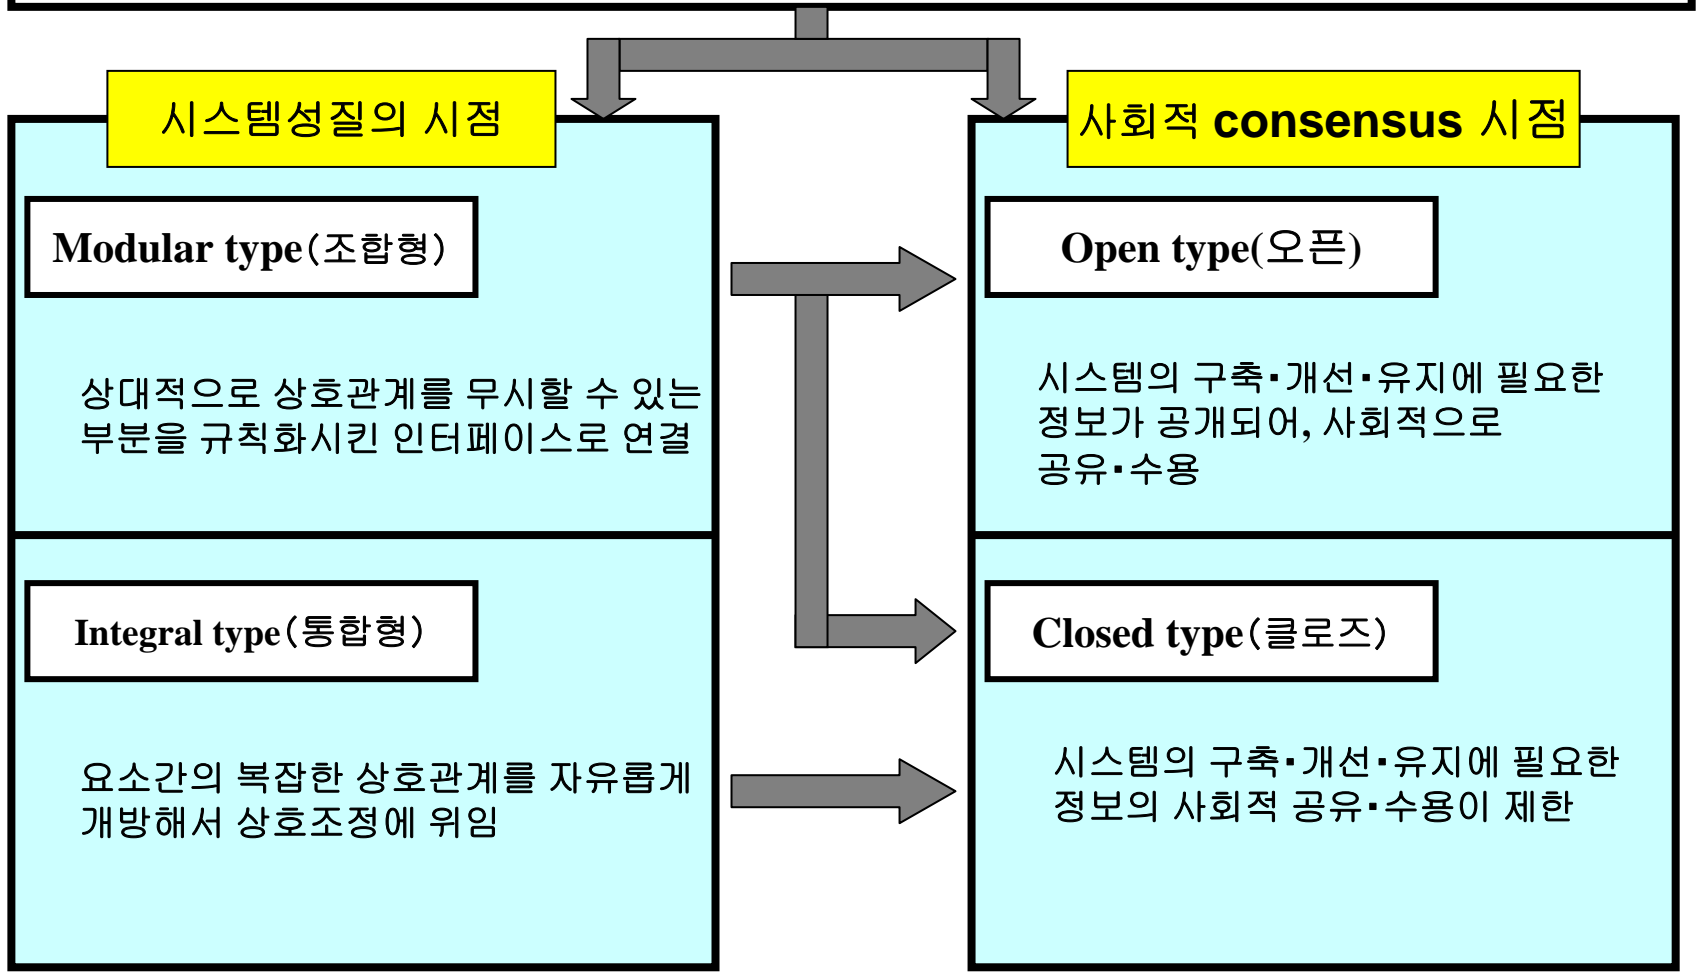 시스템성질의 시점
Modular type(조합형)
상대적으로 상호관계를 무시할 수 있는
부분을 규칙화시킨 인터페이스로 연결
Integral type(통합형)
요소간의 복잡한 상호관계를 자유롭게
개방해서 상호조정에 위임
사회적 consensus 시점
Open type(오픈)
시스템의 구축▪개선▪유지에 필요한
정보가 공개되어, 사회적으로
공유▪수용
Closed type(클로즈)
시스템의 구축▪개선▪유지에 필요한
정보의 사회적 공유▪수용이 제한